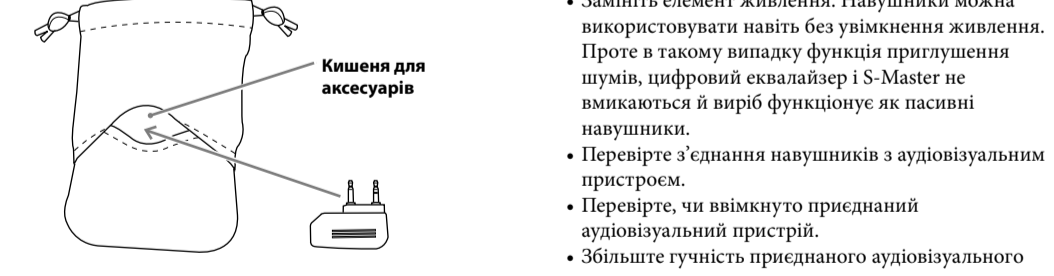 Кишеня для
аксесуарів
• Замініть елемент живлення. Навушники можна
використовувати навіть без увімкнення живлення.
Проте в такому випадку функція приглушення
шумів, цифровий еквалайзер і S-Master не
вмикаються й виріб функціонує як пасивні
навушники.
• Перевірте з’єднання навушників з аудіовізуальним
пристроєм.
• Перевірте, чи ввімкнуто приєднаний
аудіовізуальний пристрій.
• Збільште гучність приєднаного аудіовізуального